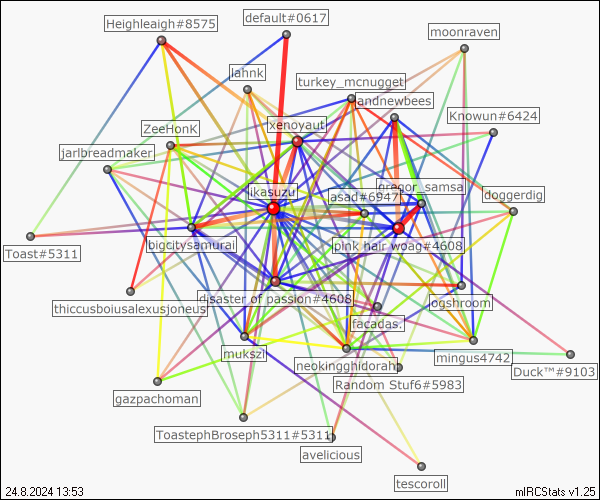 default#0617
Heighleaigh#8575
moonraven
lahnk
turkey_mcnugget
andnewbees
Knowun#6424
xenoyaut
ZeeHonK
jarlbreadmaker
gregor_samsa
ikasuzu
asad#6947
doggerdig
bigcitysamurai
pink hair woag#4608
Toast#5311
disaster of passion#4608
ogshroom
thiccusboiusalexusjoneus
facadas.
mukszi
neokingghidorah
mingus4742
Duck™#9103
Random Stuf6#5983
gazpachoman
ToastephBroseph5311#5311
avelicious
tescoroll
24.8.2024 13:53
mIRCStats v1.25